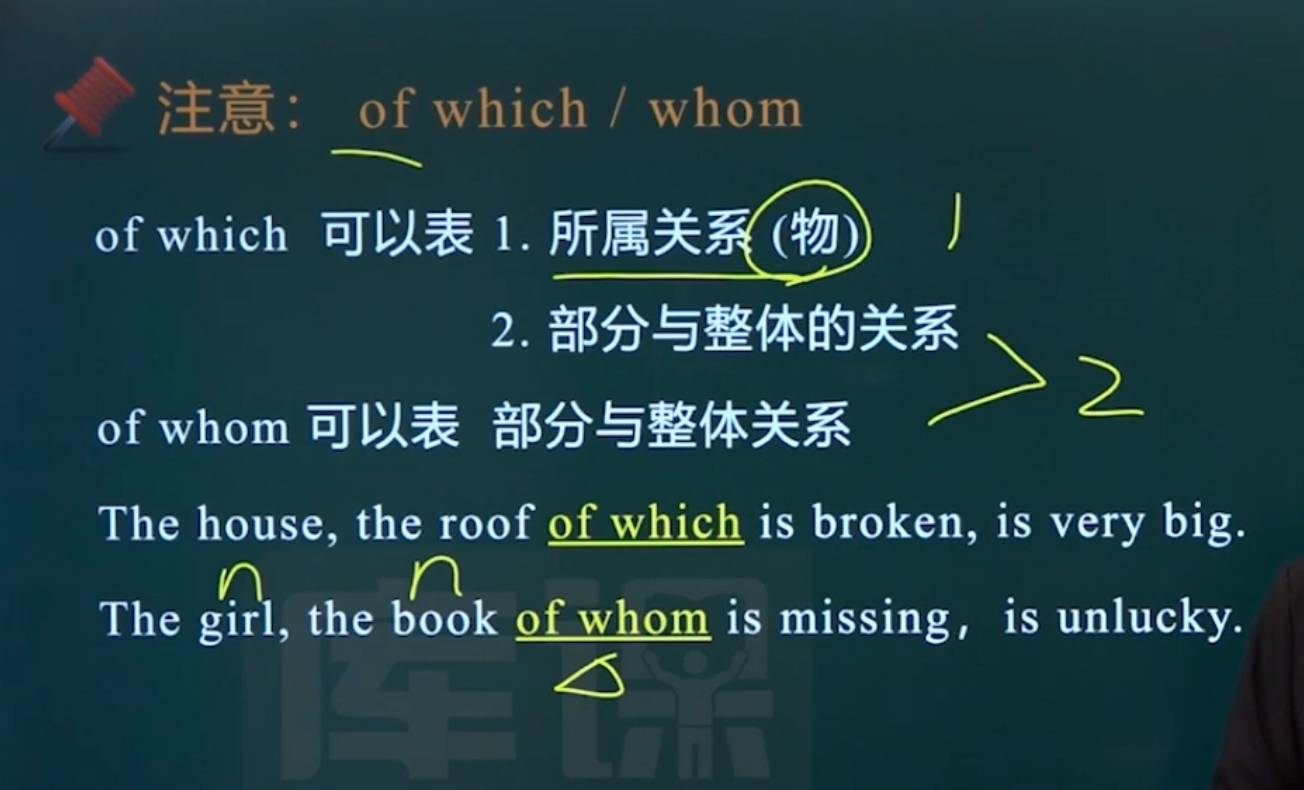 注意： of which / whom
of which 可以表 1. 所属关系 (物) 1
2. 部分与整体的关系
2
of whom 可以表 部分与整体关系
The house, the roof of which is broken, is very big.
n n
The girl, the book of whom is missing, is unlucky.
库课